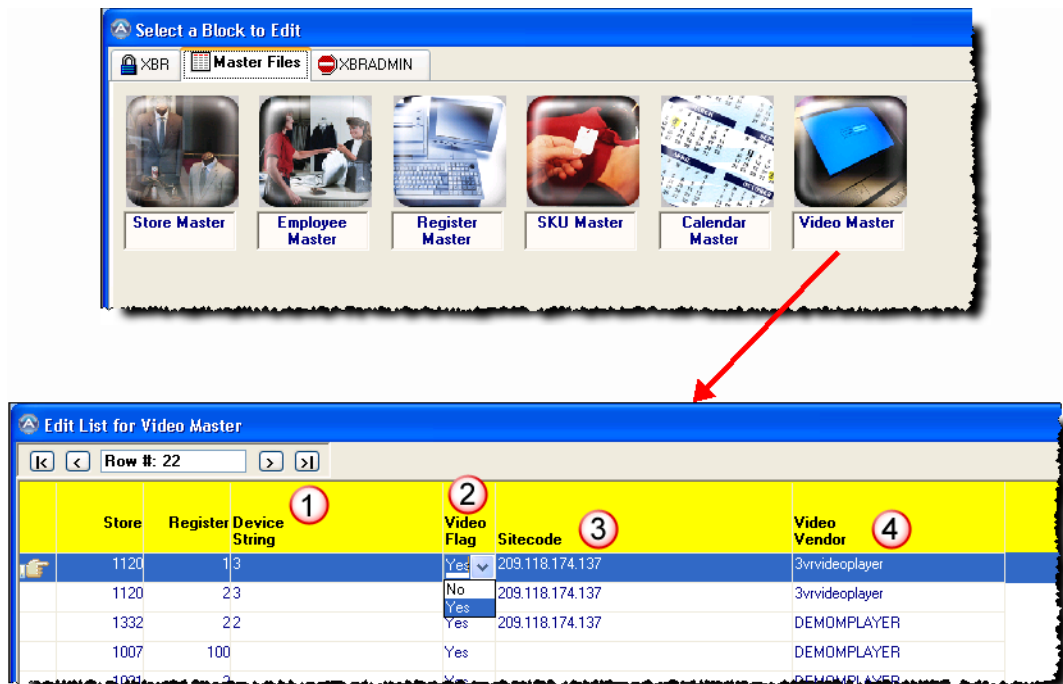 Select a Block to Edit
XBR Master Files XBRADMIN
Store Master Employee Master Register Master SKU Master Calendar Master Video Master
Edit List for Video Master
Row #: 22
1 2 3 4
Store Register Device String Video Flag Sitecode Video Vendor
1120 1 3 Yes 209.118.174.137 3vrvideoplayer
No
Yes
1120 2 3 209.118.174.137 3vrvideoplayer
1332 2 2 Yes 209.118.174.137 DEMOMPLAYER
1007 100 Yes DEMOMPLAYER